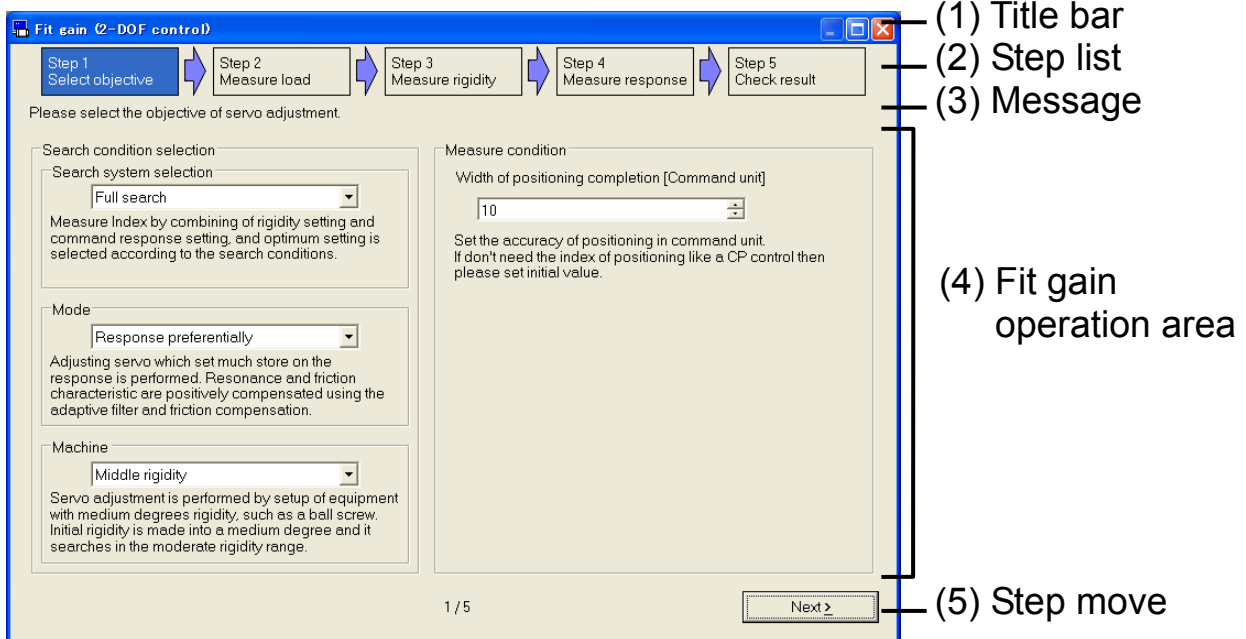 Fit gain (2-DOF control)
(1) Title bar
Step 1
Select objective
Step 2
Measure load
Step 3
Measure rigidity
Step 4
Measure response
Step 5
Check result
(2) Step list
Please select the objective of servo adjustment.
(3) Message
Search condition selection
Search system selection
Full search
Measure Index by combining of rigidity setting and
command response setting, and optimum setting is
selected according to the search conditions.
Mode
Response preferentially
Adjusting servo which set much store on the
response is performed. Resonance and friction
characteristic are positively compensated using the
adaptive filter and friction compensation.
Machine
Middle rigidity
Servo adjustment is performed by setup of equipment
with medium degrees rigidity, such as a ball screw.
Initial rigidity is made into a medium degree and it
searches in the moderate rigidity range.
Measure condition
Width of positioning completion [Command unit]
10
Set the accuracy of positioning in command unit.
If don't need the index of positioning like a CP control then
please set initial value.
(4) Fit gain
operation area
1 / 5
Next >
(5) Step move